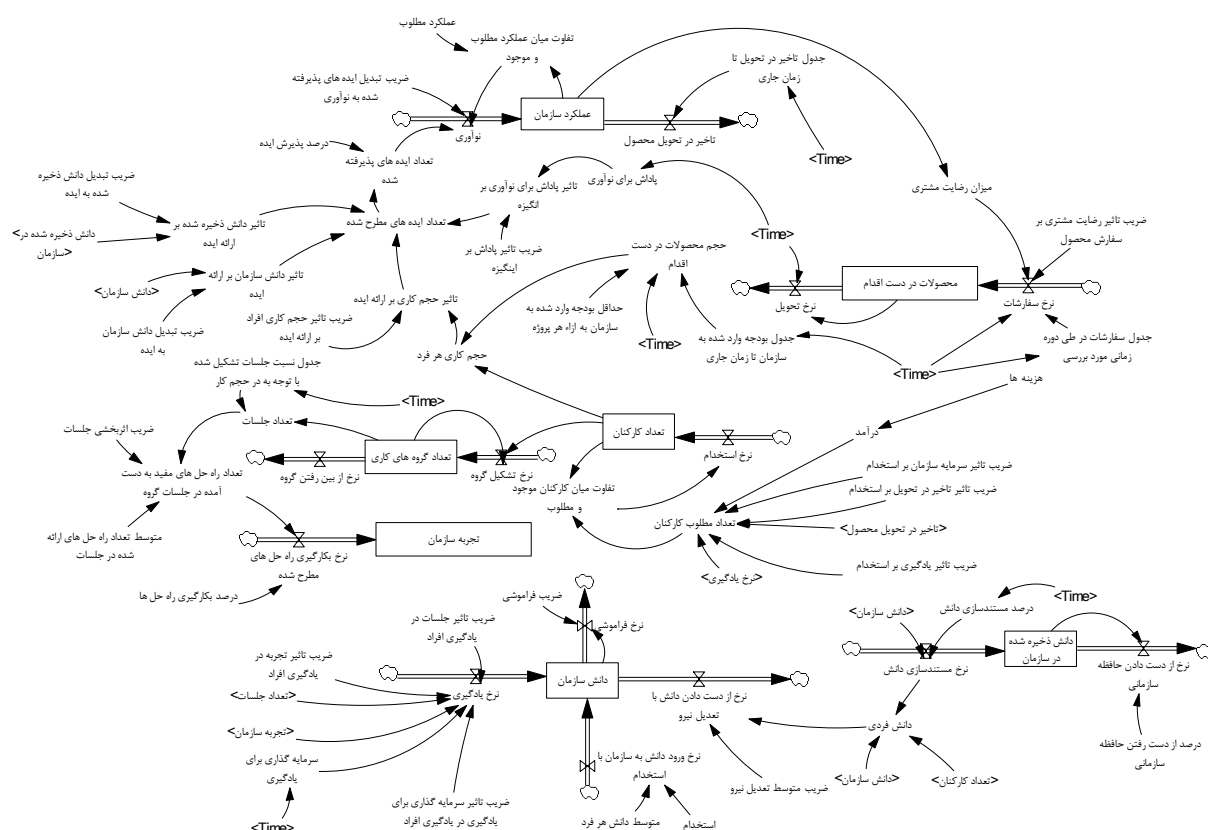 عملکرد مطلوب
تفاوت میان عملکرد مطلوب
و موجود
جدول تاخیر در تحویل تا
زمان جاری
ضریب تبدیل ایده های پذیرفته
شده به نوآوری
عملکرد سازمان
نوآوری
تاخیر در تحویل محصول
<Time>
درصد پذیرش ایده
تعداد ایده های پذیرفته
شده
پاداش برای نوآوری
تاثیر پاداش برای نوآوری بر
انگیزه
میزان رضایت مشتری
ضریب تبدیل دانش ذخیره
شده به ایده
تعداد ایده های مطرح شده
تاثیر دانش ذخیره شده بر
ارائه ایده
<دانش ذخیره شده در
سازمان>
ضریب تاثیر پاداش بر
اینگیزه
<Time>
ضریب تاثیر رضایت مشتری بر
سفارش محصول
حجم محصولات در دست
اقدام
تاثیر دانش سازمان بر ارائه
ایده
<دانش سازمان>
محصولات در دست اقدام
نرخ تحویل
نرخ سفارشات
تاثیر حجم کاری بر ارائه ایده
حداقل بودجه وارد شده به
سازمان به ازاء هر پروژه
ضریب تبدیل دانش سازمان
به ایده
ضریب تاثیر حجم کاری افراد
بر ارائه ایده
<Time>
جدول بودجه وارد شده به
سازمان تا زمان جاری
جدول سفارشات در طی دوره
زمانی مورد بررسی
حجم کاری هر فرد
<Time>
هزینه ها
جدول نسبت جلسات تشکیل شده
با توجه به در حجم کار
<Time>
تعداد جلسات
تعداد کارکنان
درآمد
ضریب اثربخشی جلسات
تعداد گروه های کاری
نرخ استخدام
نرخ از بین رفتن گروه
نرخ تشکیل گروه
تعداد راه حل های مفید به دست
آمده در جلسات گروه
تفاوت میان کارکنان موجود
و مطلوب
ضریب تاثیر سرمایه سازمان بر استخدام
ضریب تاثیر تاخیر در تحویل بر استخدام
تعداد مطلوب کارکنان
<تاخیر در تحویل محصول>
متوسط تعداد راه حل های ارائه
شده در جلسات
تجربه سازمان
نرخ بکارگیری راه حل های
مطرح شده
ضریب تاثیر یادگیری بر استخدام
<نرخ یادگیری>
درصد بکارگیری راه حل ها
ضریب فراموشی
نرخ فراموشی
<Time>
درصد مستندسازی دانش
<دانش سازمان>
ضریب تاثیر جلسات در
یادگیری افراد
دانش ذخیره شده
در سازمان
نرخ مستندسازی دانش
نرخ از دست دادن حافظه
سازمانی
ضریب تاثیر تجربه در
یادگیری افراد
دانش سازمان
نرخ یادگیری
<تعداد جلسات>
نرخ از دست دادن دانش با
تعدیل نیرو
دانش فردی
<تجربه سازمان>
درصد از دست رفتن حافظه
سازمانی
سرمایه گذاری برای
یادگیری
نرخ ورود دانش به سازمان با
استخدام
<دانش سازمان>
<تعداد کارکنان>
ضریب متوسط تعدیل نیرو
ضریب تاثیر سرمایه گذاری برای
یادگیری در یادگیری افراد
متوسط دانش هر فرد
استخدام
<Time>